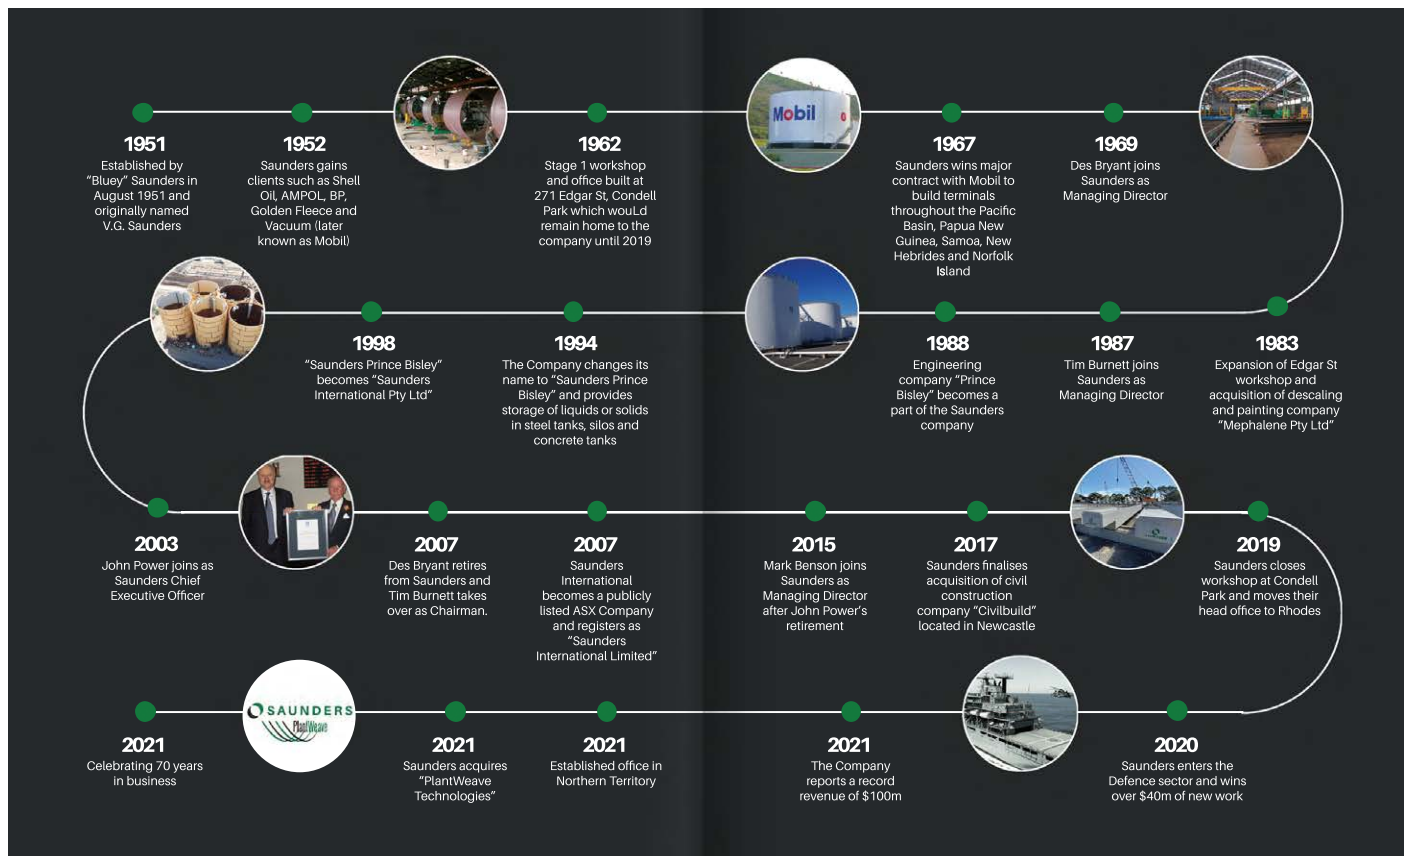 Mobil
1951
Established by
“Bluey” Saunders in
August 1951 and
originally named
V.G. Saunders
1952
Saunders gains
clients such as Shell
Oil, AMPOL, BP,
Golden Fleece and
Vacuum (later
known as Mobil)
1962
Stage 1 workshop
and office built at
271 Edgar St, Condell
Park which wouLd
remain home to the
company until 2019
1967
Saunders wins major
contract with Mobil to
build terminals
throughout the Pacific
Basin, Papua New
Guinea, Samoa, New
Hebrides and Norfolk
Island
1969
Des Bryant joins
Saunders as
Managing Director
1983
Expansion of Edgar St
workshop and
acquisition of descaling
and painting company
“Mephalene Pty Ltd”
1987
Tim Burnett joins
Saunders as
Managing Director
1988
Engineering
company “Prince
Bisley” becomes a
part of the Saunders
company
1994
The Company changes its
name to “Saunders Prince
Bisley” and provides
storage of liquids or solids
in steel tanks, silos and
concrete tanks
1998
“Saunders Prince Bisley”
becomes “Saunders
International Pty Ltd”
2003
John Power joins as
Saunders Chief
Executive Officer
2007
Des Bryant retires
from Saunders and
Tim Burnett takes
over as Chairman.
2007
Saunders
International
becomes a publicly
listed ASX Company
and registers as
“Saunders
International Limited”
2015
Mark Benson joins
Saunders as
Managing Director
after John Power’s
retirement
2017
Saunders finalises
acquisition of civil
construction
company “Civilbuild”
located in Newcastle
2019
Saunders closes
workshop at Condell
Park and moves their
head office to Rhodes
2020
Saunders enters the
Defence sector and wins
over $40m of new work
2021
The Company
reports a record
revenue of $100m
2021
Established office in
Northern Territory
2021
Saunders acquires
“PlantWeave
Technologies”
SAUNDERS
PlantWeave
2021
Celebrating 70 years
in business